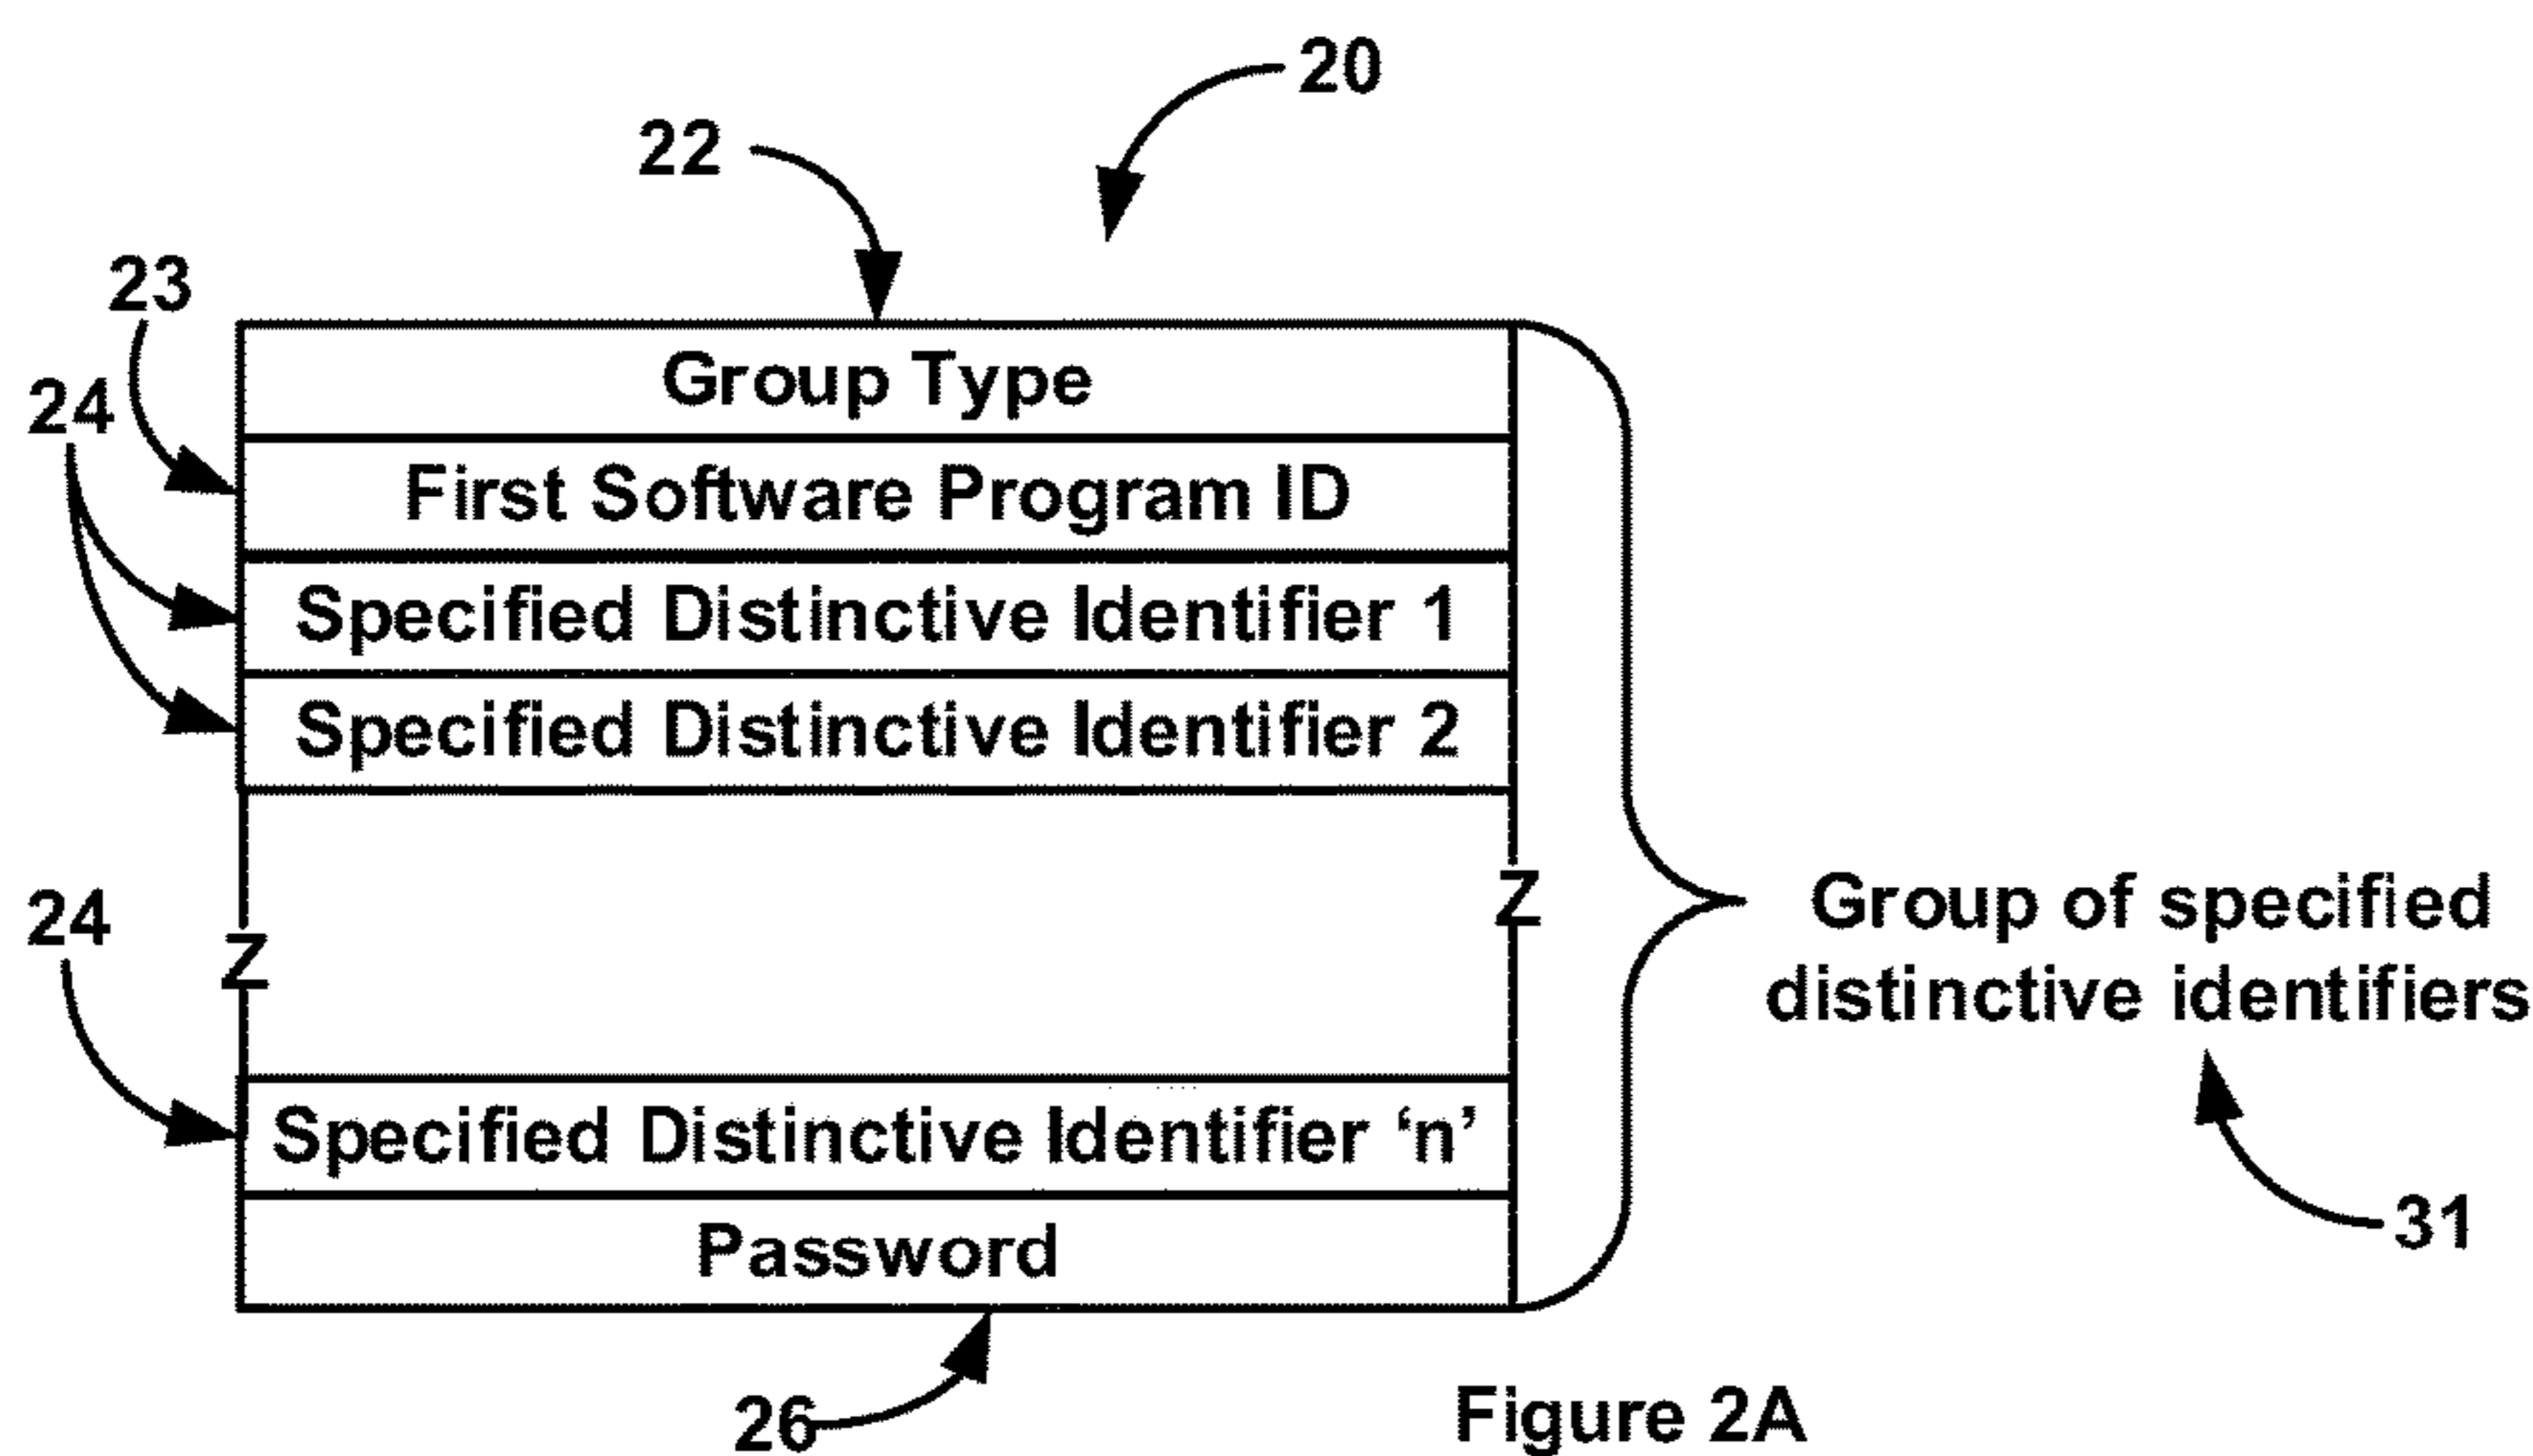 20
22
23
Group Type
24
First Software Program ID
Specified Distinctive Identifier 1
Specified Distinctive Identifier 2
Z
Group of specified
distinctive identifiers
24
Z
Specified Distinctive Identifier ‘n’
31
Password
26
Figure 2A